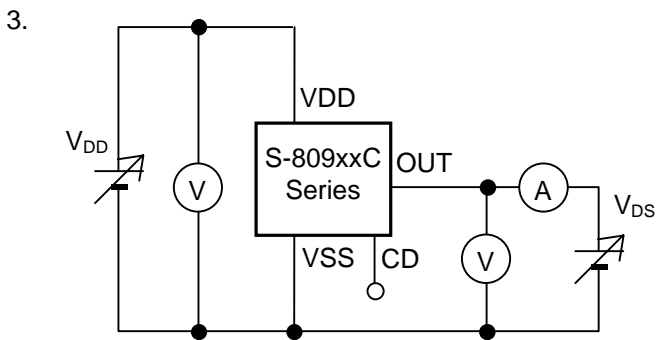 3.
VDD
VDD
S-809xxC
Series
OUT
V
A
VDS
V
VSS
CD